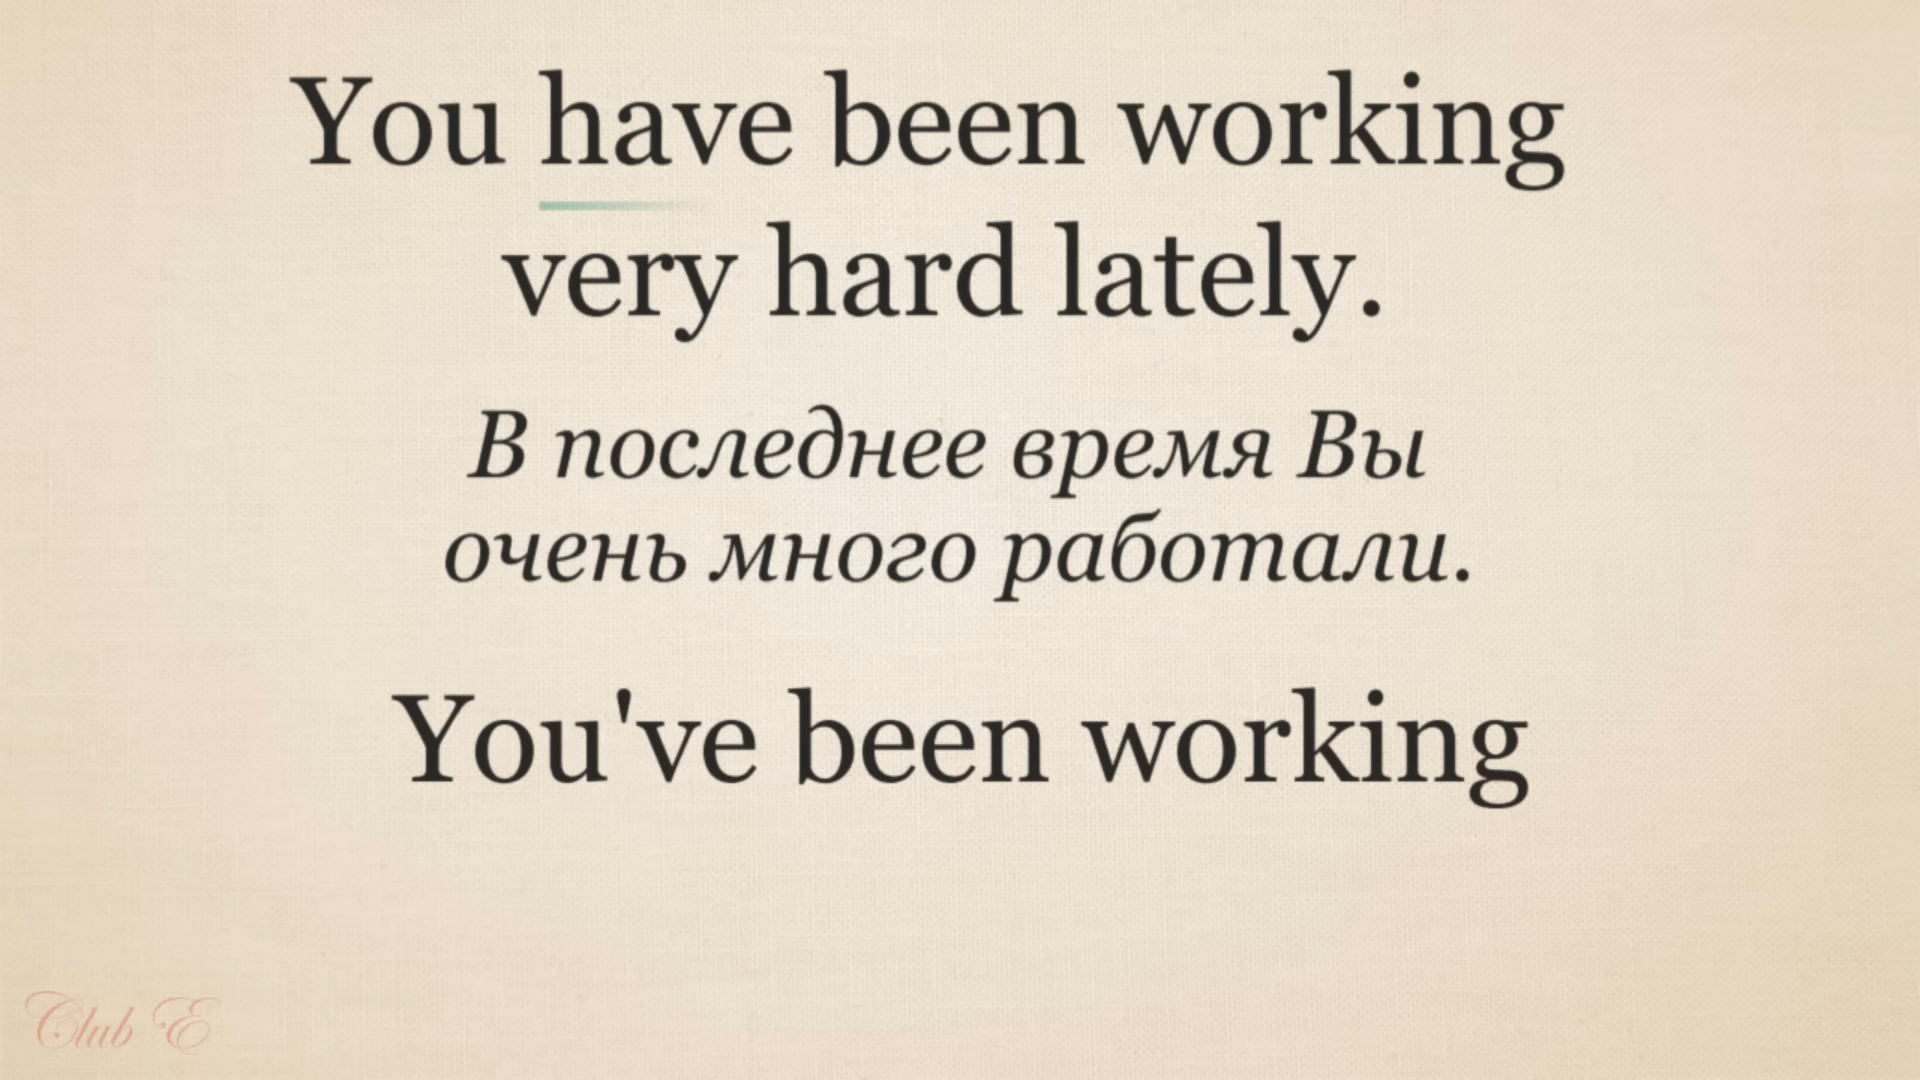 You have been working
very hard lately.
В последнее время Вы
очень много работали.
You've been working
Club E